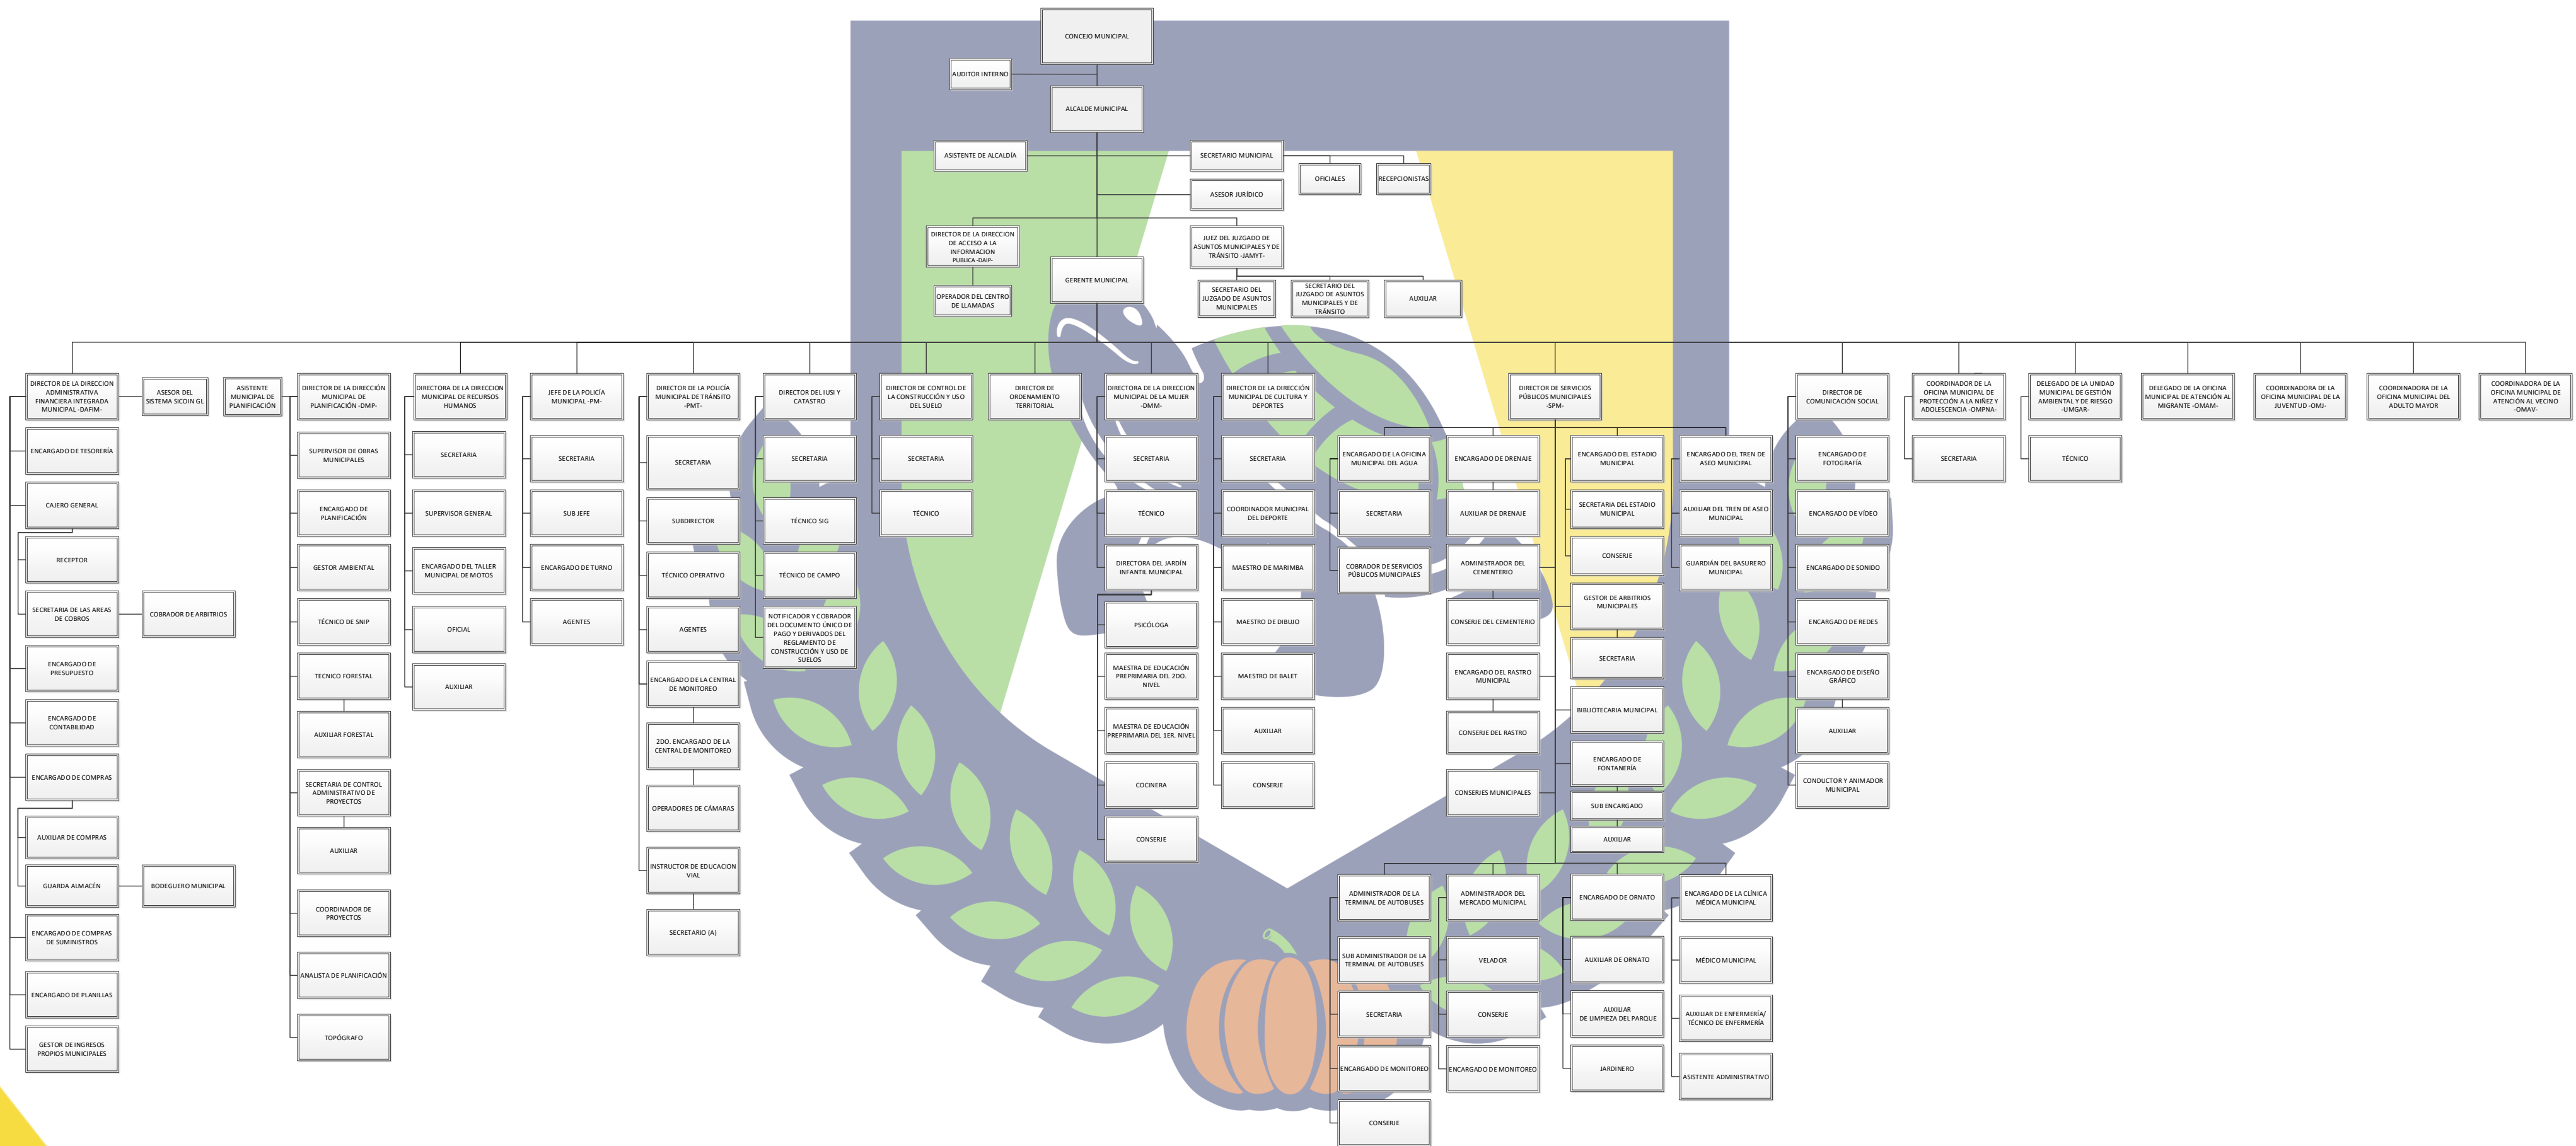 CONCEJO MUNICIPAL
AUDITOR INTERNO
ALCALDE MUNICIPAL
ASISTENTE DE ALCALDÍA
SECRETARIO MUNICIPAL
OFICIALES
RECEPCIONISTAS
ASESOR JURÍDICO
DIRECTOR DE LA DIRECCION
DE ACCESO A LA
INFORMACION
PUBLICA -DAIP-
OPERADOR DEL CENTRO
DE LLAMADAS
JUEZ DEL JUZGADO DE
ASUNTOS MUNICIPALES Y DE
TRÁNSITO -JAMYT-
SECRETARIO DEL
JUZGADO DE ASUNTOS
MUNICIPALES
SECRETARIO DEL
JUZGADO DE ASUNTOS
MUNICIPALES Y DE
TRÁNSITO
AUXILIAR
GERENTE MUNICIPAL
DIRECTOR DE LA DIRECCION
ADMINISTRATIVA
FINANCIERA INTEGRADA
MUNICIPAL -DAFIM-
ASESOR DEL
SISTEMA SICOIN GL
ENCARGADO DE TESORERÍA
CAJERO GENERAL
RECEPTOR
SECRETARIA DE LAS AREAS
DE COBROS
COBRADOR DE ARBITRIOS
ENCARGADO DE
PRESUPUESTO
ENCARGADO DE
CONTABILIDAD
ENCARGADO DE COMPRAS
AUXILIAR DE COMPRAS
GUARDA ALMACÉN
BODEGUERO MUNICIPAL
ENCARGADO DE COMPRAS
DE SUMINISTROS
ENCARGADO DE PLANILLAS
GESTOR DE INGRESOS
PROPIOS MUNICIPALES
ASISTENTE
MUNICIPAL DE
PLANIFICACIÓN
DIRECTOR DE LA DIRECCIÓN
MUNICIPAL DE
PLANIFICACIÓN -DMP-
SUPERVISOR DE OBRAS
MUNICIPALES
ENCARGADO DE
PLANIFICACIÓN
GESTOR AMBIENTAL
TÉCNICO DE SNIP
TECNICO FORESTAL
AUXILIAR FORESTAL
SECRETARIA DE CONTROL
ADMINISTRATIVO DE
PROYECTOS
AUXILIAR
COORDINADOR DE
PROYECTOS
ANALISTA DE PLANIFICACIÓN
TOPÓGRAFO
DIRECTORA DE LA DIRECCION
MUNICIPAL DE RECURSOS
HUMANOS
SECRETARIA
SUPERVISOR GENERAL
ENCARGADO DEL TALLER
MUNICIPAL DE MOTOS
OFICIAL
AUXILIAR
JEFE DE LA POLICÍA
MUNICIPAL -PM-
SECRETARIA
SUB JEFE
ENCARGADO DE TURNO
AGENTES
DIRECTOR DE LA POLICÍA
MUNICIPAL DE TRÁNSITO
-PMT-
SECRETARIA
SUBDIRECTOR
TÉCNICO OPERATIVO
AGENTES
ENCARGADO DE LA CENTRAL
DE MONITOREO
2DO. ENCARGADO DE LA
CENTRAL DE MONITOREO
OPERADORES DE CÁMARAS
INSTRUCTOR DE EDUCACION
VIAL
SECRETARIO (A)
DIRECTOR DEL IUSI Y
CATASTRO
SECRETARIA
TÉCNICO SIG
TÉCNICO DE CAMPO
NOTIFICADOR Y COBRADOR
DEL DOCUMENTO ÚNICO DE
PAGO Y DERIVADOS DEL
REGLAMENTO DE
CONSTRUCCIÓN Y USO DE
SUELOS
DIRECTOR DE CONTROL DE
LA CONSTRUCCIÓN Y USO
DEL SUELO
SECRETARIA
TÉCNICO
DIRECTOR DE
ORDENAMIENTO
TERRITORIAL
DIRECTORA DE LA DIRECCION
MUNICIPAL DE LA MUJER
-DMM-
SECRETARIA
TÉCNICO
DIRECTORA DEL JARDÍN
INFANTIL MUNICIPAL
PSICÓLOGA
MAESTRA DE EDUCACIÓN
PREPRIMARIA DEL 2DO.
NIVEL
MAESTRA DE EDUCACIÓN
PREPRIMARIA DEL 1ER. NIVEL
COCINERA
CONSERJE
DIRECTOR DE LA DIRECCIÓN
MUNICIPAL DE CULTURA Y
DEPORTES
SECRETARIA
COORDINADOR MUNICIPAL
DEL DEPORTE
MAESTRO DE MARIMBA
MAESTRO DE DIBUJO
MAESTRO DE BALET
AUXILIAR
CONSERJE
DIRECTOR DE SERVICIOS
PÚBLICOS MUNICIPALES
-SPM-
ENCARGADO DE LA OFICINA
MUNICIPAL DEL AGUA
SECRETARIA
COBRADOR DE SERVICIOS
PÚBLICOS MUNICIPALES
ENCARGADO DE DRENAJE
AUXILIAR DE DRENAJE
ADMINISTRADOR DEL
CEMENTERIO
CONSERJE DEL CEMENTERIO
ENCARGADO DEL RASTRO
MUNICIPAL
CONSERJE DEL RASTRO
CONSERJES MUNICIPALES
ENCARGADO DEL ESTADIO
MUNICIPAL
SECRETARIA DEL ESTADIO
MUNICIPAL
CONSERJE
GESTOR DE ARBITRIOS
MUNICIPALES
SECRETARIA
BIBLIOTECARIA MUNICIPAL
ENCARGADO DE
FONTANERÍA
SUB ENCARGADO
AUXILIAR
ENCARGADO DEL TREN DE
ASEO MUNICIPAL
AUXILIAR DEL TREN DE ASEO
MUNICIPAL
GUARDIÁN DEL BASURERO
MUNICIPAL
ADMINISTRADOR DE LA
TERMINAL DE AUTOBUSES
SUB ADMINISTRADOR DE LA
TERMINAL DE AUTOBUSES
SECRETARIA
ENCARGADO DE MONITOREO
CONSERJE
ADMINISTRADOR DEL
MERCADO MUNICIPAL
VELADOR
CONSERJE
ENCARGADO DE MONITOREO
ENCARGADO DE ORNATO
AUXILIAR DE ORNATO
AUXILIAR
DE LIMPIEZA DEL PARQUE
JARDINERO
ENCARGADO DE LA CLÍNICA
MÉDICA MUNICIPAL
MÉDICO MUNICIPAL
AUXILIAR DE ENFERMERÍA/
TÉCNICO DE ENFERMERÍA
ASISTENTE ADMINISTRATIVO
DIRECTOR DE
COMUNICACIÓN SOCIAL
ENCARGADO DE
FOTOGRAFÍA
ENCARGADO DE VÍDEO
ENCARGADO DE SONIDO
ENCARGADO DE REDES
ENCARGADO DE DISEÑO
GRÁFICO
AUXILIAR
CONDUCTOR Y ANIMADOR
MUNICIPAL
COORDINADOR DE LA
OFICINA MUNICIPAL DE
PROTECCIÓN A LA NIÑEZ Y
ADOLESCENCIA -OMPNA-
SECRETARIA
DELEGADO DE LA UNIDAD
MUNICIPAL DE GESTIÓN
AMBIENTAL Y DE RIESGO
-UMGAR-
TÉCNICO
DELEGADO DE LA OFICINA
MUNICIPAL DE ATENCIÓN AL
MIGRANTE -OMAM-
COORDINADORA DE LA
OFICINA MUNICIPAL DE LA
JUVENTUD -OMJ-
COORDINADORA DE LA
OFICINA MUNICIPAL DEL
ADULTO MAYOR
COORDINADORA DE LA
OFICINA MUNICIPAL DE
ATENCIÓN AL VECINO
-OMAV-